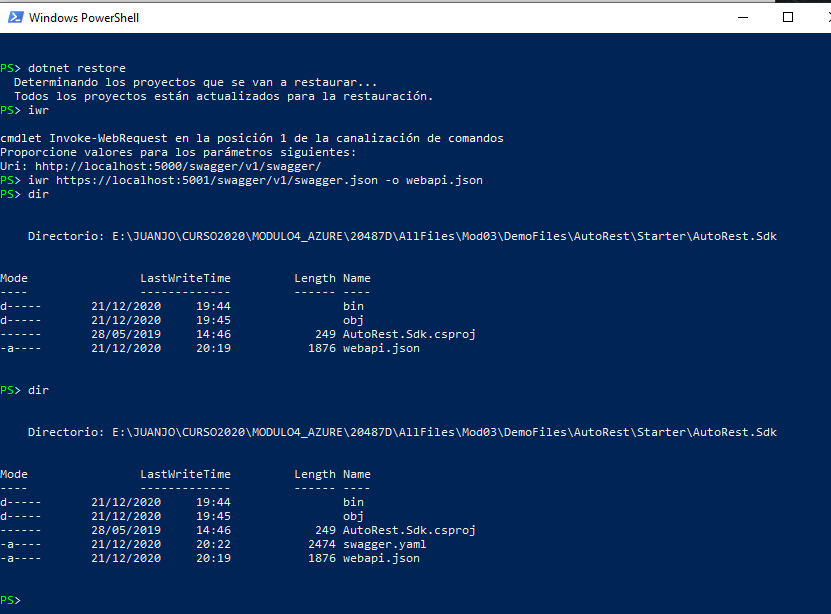 Windows PowerShell
PS> dotnet restore
Determinando los proyectos que se van a restaurar...
Todos los proyectos están actualizados para la restauración.
PS> iwr
cmdlet Invoke-WebRequest en la posición 1 de la canalización de comandos
Proporcione valores para los parámetros siguientes:
Uri: hhtp://localhost:5000/swagger/v1/swagger/
PS> iwr https://localhost:5001/swagger/v1/swagger.json -o webapi.json
PS> dir
Directorio: E:\JUANJO\CURSO2020\MODULO4_AZURE\20487D\AllFiles\Mod03\DemoFiles\AutoRest\Starter\AutoRest.Sdk
Mode LastWriteTime Length Name
---- ------------- ------ ----
d----- 21/12/2020 19:44 bin
d----- 21/12/2020 19:45 obj
------ 28/05/2019 14:46 249 AutoRest.Sdk.csproj
-a---- 21/12/2020 20:19 1876 webapi.json
PS> dir
Directorio: E:\JUANJO\CURSO2020\MODULO4_AZURE\20487D\AllFiles\Mod03\DemoFiles\AutoRest\Starter\AutoRest.Sdk
Mode LastWriteTime Length Name
---- ------------- ------ ----
d----- 21/12/2020 19:44 bin
d----- 21/12/2020 19:45 obj
------ 28/05/2019 14:46 249 AutoRest.Sdk.csproj
-a---- 21/12/2020 20:22 2474 swagger.yaml
-a---- 21/12/2020 20:19 1876 webapi.json
PS>